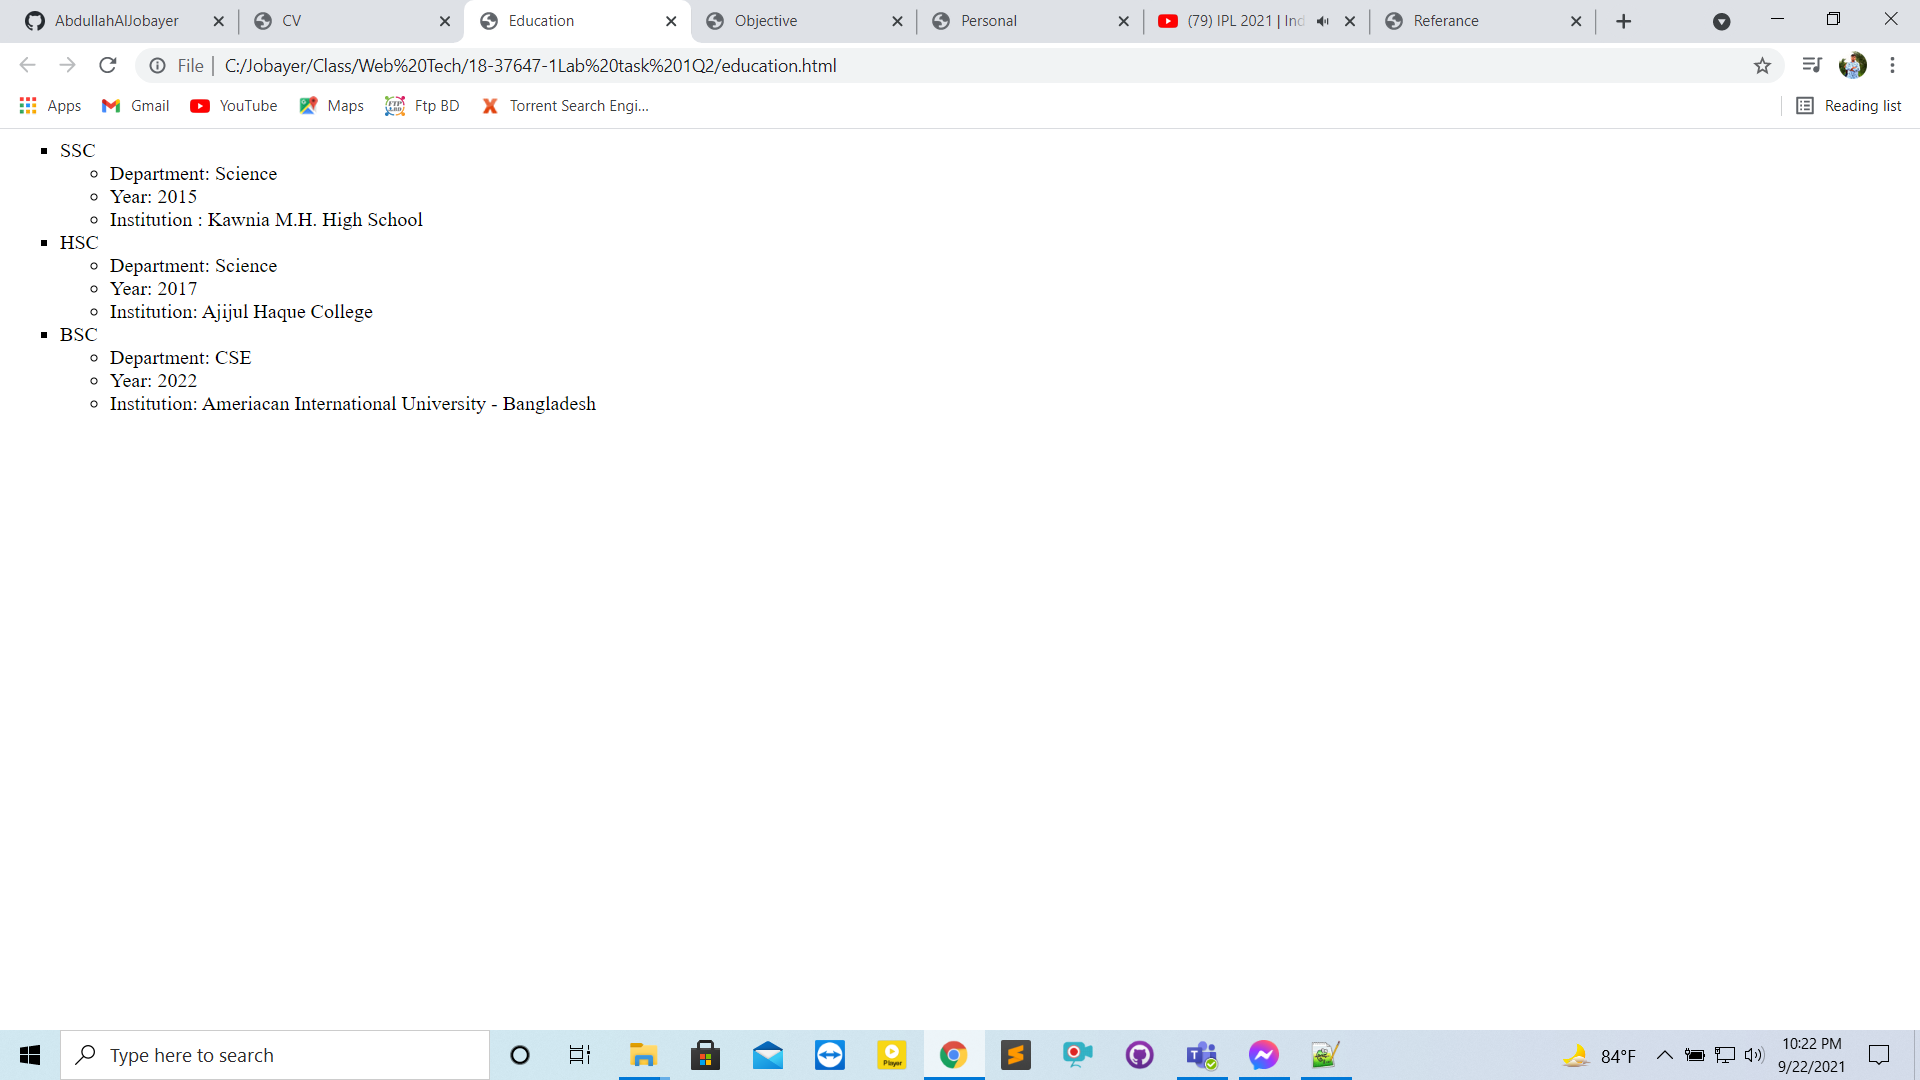 AbdullahAlJobayer
CV
Education
Objective
Personal
(79) IPL 2021 | Ind
Referance
File | C:/Jobayer/Class/Web%20Tech/18-37647-1Lab%20task%201Q2/education.html
Apps
Gmail
YouTube
Maps
Ftp BD
Torrent Search Engi...
Reading list
SSC
Department: Science
Year: 2015
Institution : Kawnia M.H. High School
HSC
Department: Science
Year: 2017
Institution: Ajijul Haque College
BSC
Department: CSE
Year: 2022
Institution: Ameriacan International University - Bangladesh
Type here to search
Player
84°F
10:22 PM
9/22/2021